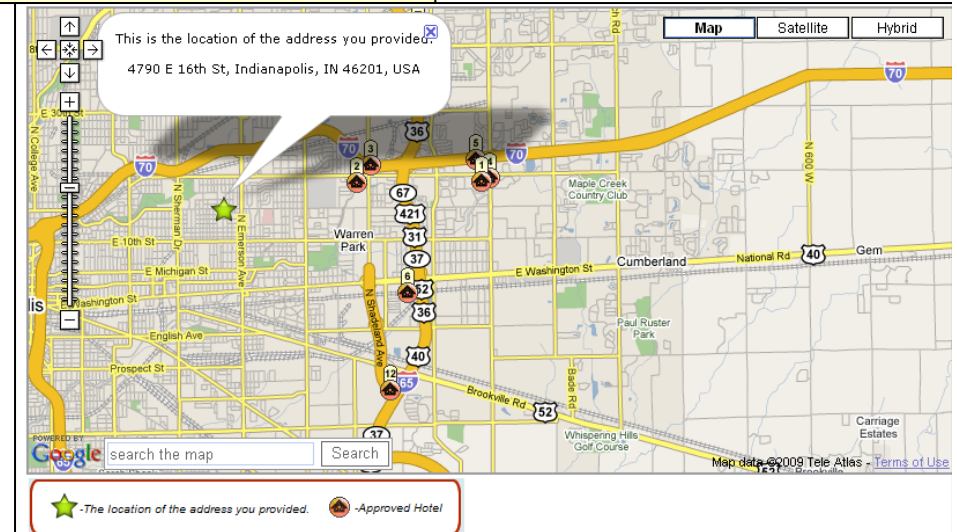 This is the location of the address you provided.
4790 E 16th St, Indianapolis, IN 46201, USA
Map
Satellite
Hybrid
70
E 30th St
36
N College Ave
70
3
70
5
70
2
1
4
N 600 W
67
Maple Creek
Country Club
N Sherman Dr
N Emerson Ave
421
Warren
Park
31
E 10th St
37
Cumberland
National Rd
40
Gem
E Michigan St
6
E Washington St
52
lis
E Washington St
N Shadeland Ave
36
Paul Ruster
Park
English Ave
40
Prospect St
12
65
Bade Rd
Brookville Rd
52
Carriage
Estates
37
Whispering Hills
Golf Course
POWERED BY
Google
search the map
Search
Map data ©2009 Tele Atlas - Terms of Use
52
-The location of the address you provided.
-Approved Hotel